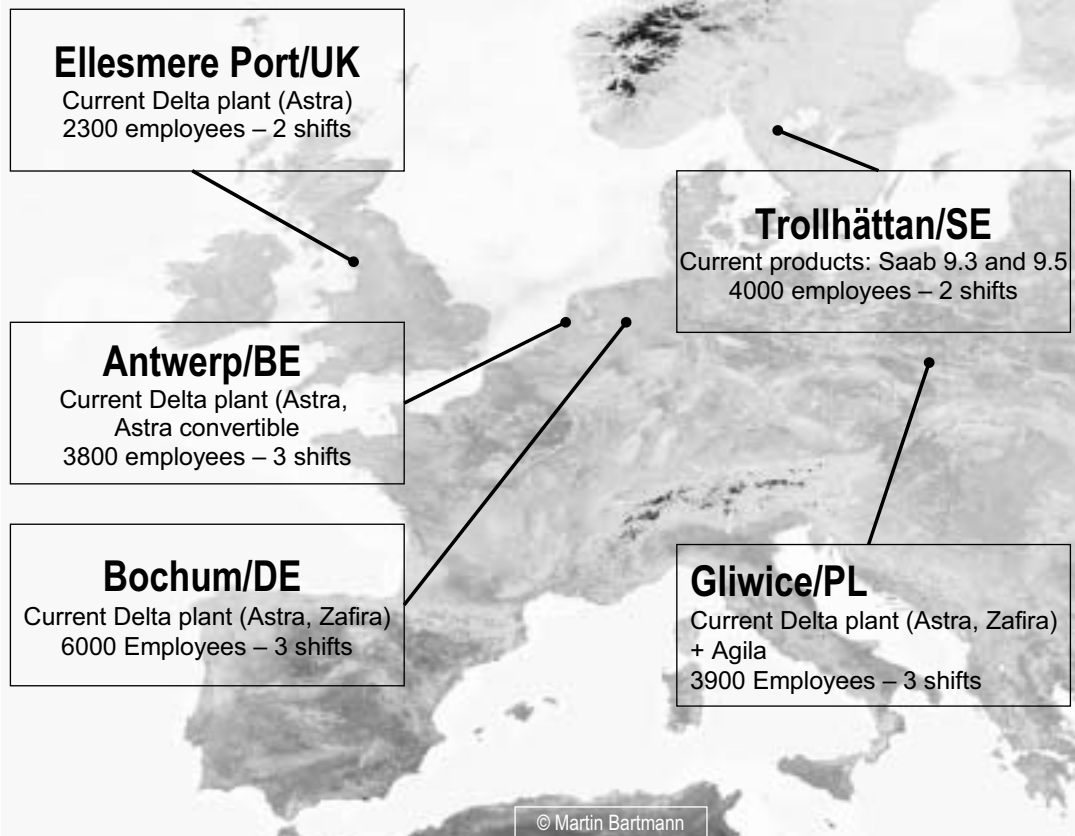 Ellesmere Port/UK
Current Delta plant (Astra)
2300 employees – 2 shifts
Trollhättan/SE
Current products: Saab 9.3 and 9.5
4000 employees – 2 shifts
Antwerp/BE
Current Delta plant (Astra,
Astra convertible
3800 employees – 3 shifts
Bochum/DE
Current Delta plant (Astra, Zafira)
6000 Employees – 3 shifts
Gliwice/PL
Current Delta plant (Astra, Zafira)
+ Agila
3900 Employees – 3 shifts
© Martin Bartmann